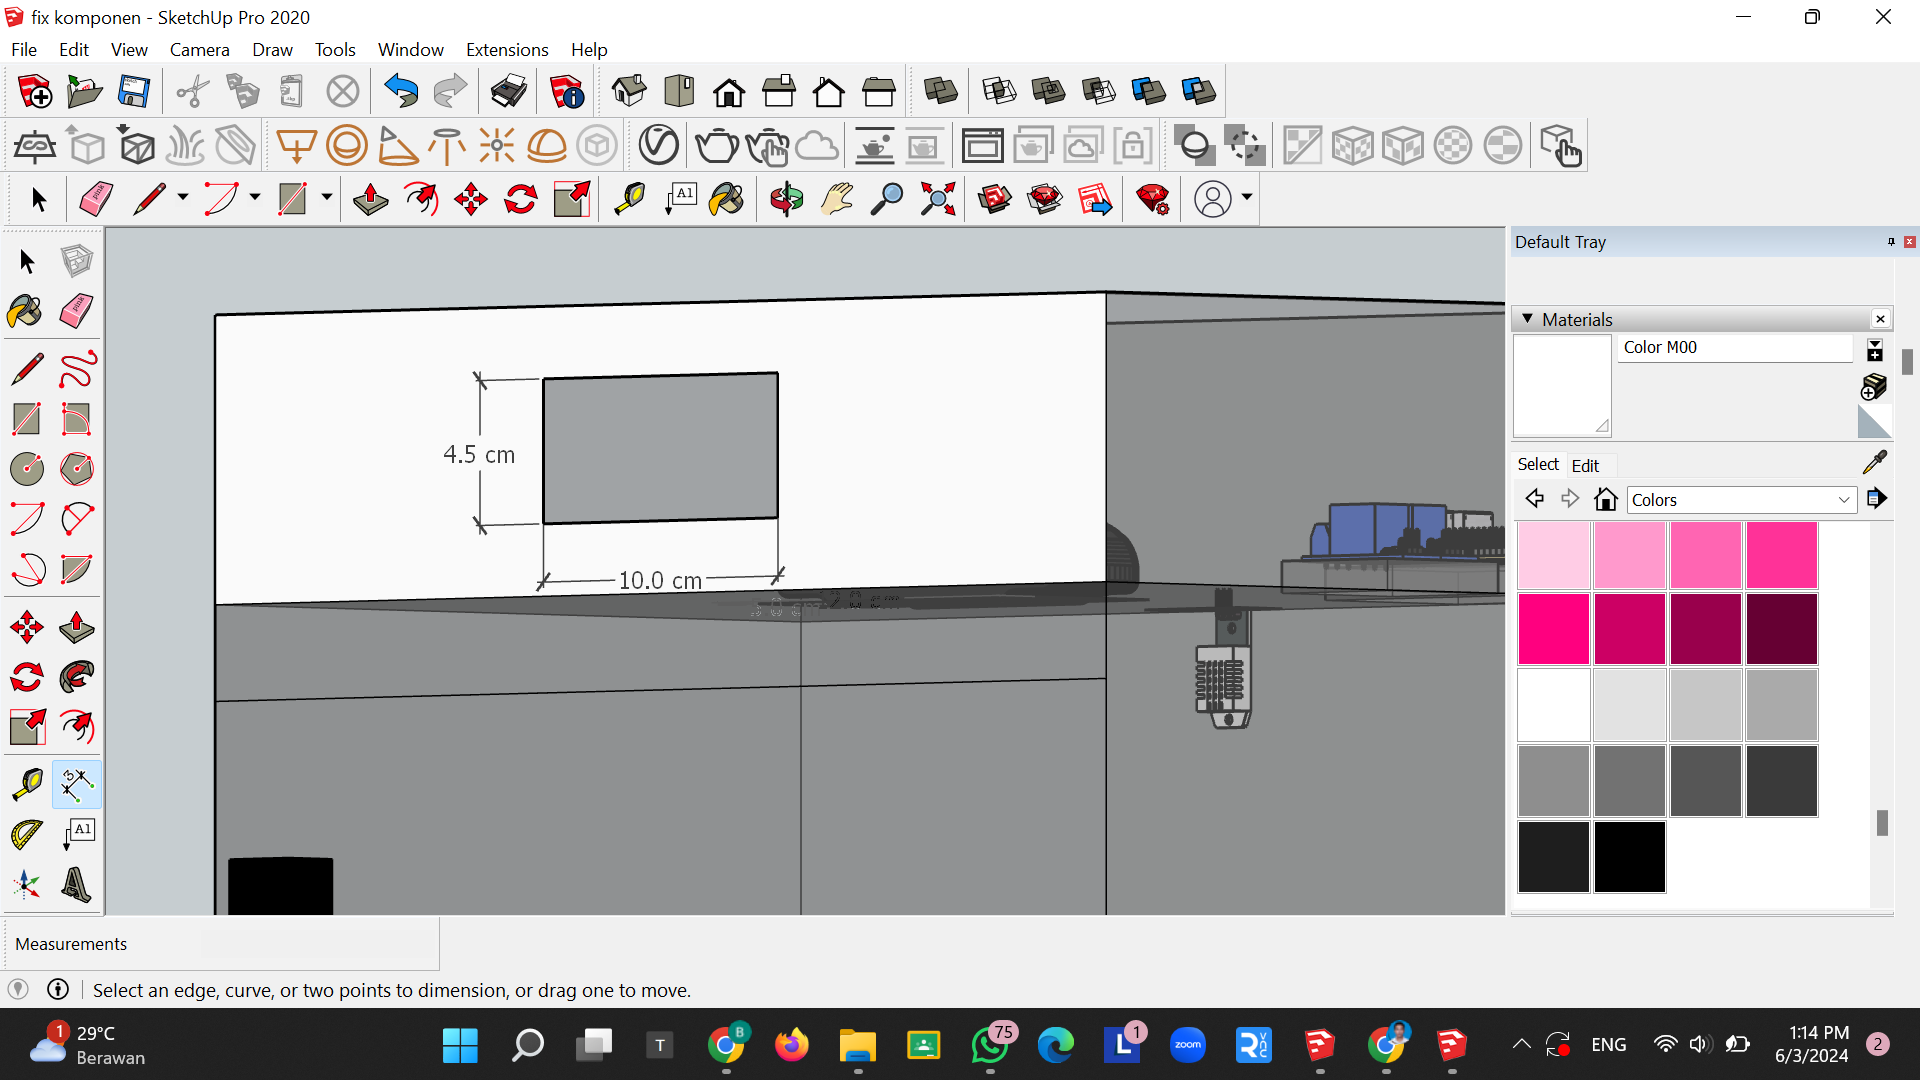 fix komponen - SketchUp Pro 2020
File Edit View Camera Draw Tools Window Extensions Help
A1
Default Tray
Materials
Color M00
Select Edit
Colors
4.5 cm
10.0 cm
3
A1
Measurements
Select an edge, curve, or two points to dimension, or drag one to move.
1
29°C
Berawan
T
B
75
L
1
zoom
ENG
1:14 PM
6/3/2024
2